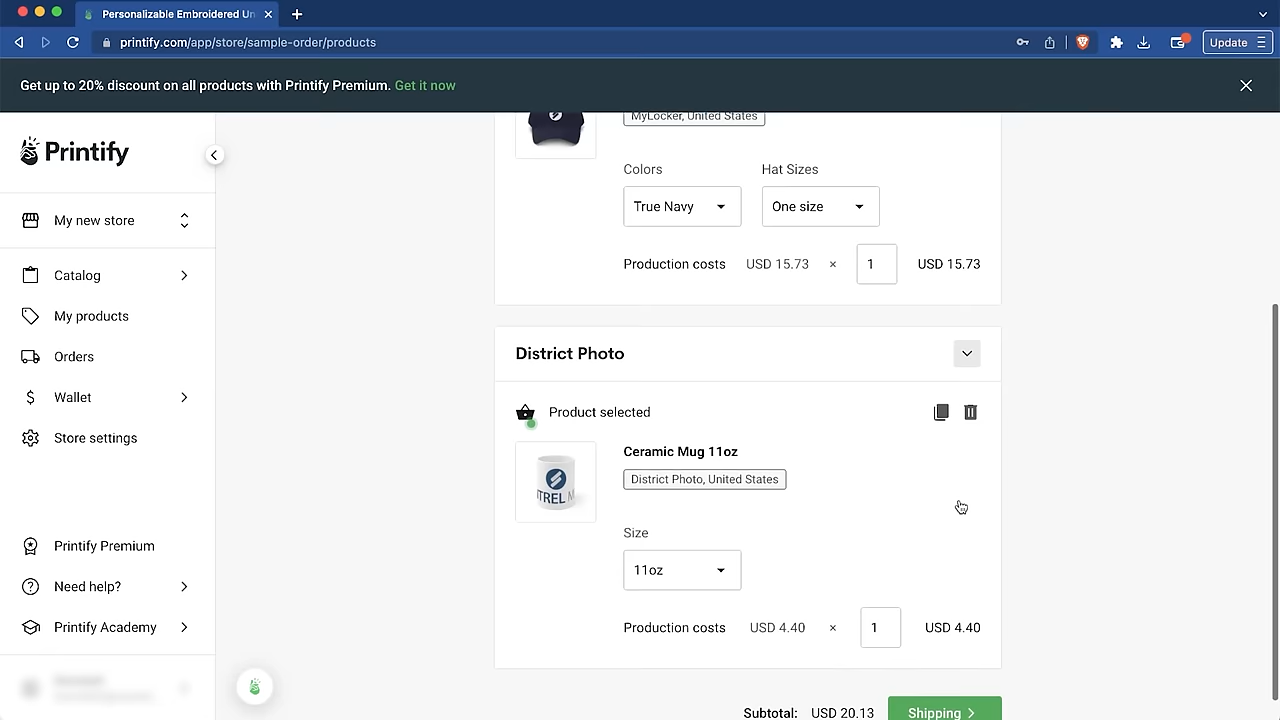 Personalizable Embroidered Un
printify.com/app/store/sample-order/products
Update
Get up to 20% discount on all products with Printify Premium. Get it now
Printify
My new store
Catalog
My products
Orders
Wallet
Store settings
Printify Premium
Need help?
Printify Academy
MyLocker, United States
Colors
Hat Sizes
True Navy
One size
Production costs
USD 15.73
×
1
USD 15.73
District Photo
Product selected
Ceramic Mug 11oz
TREL M
District Photo, United States
Size
11oz
Production costs
USD 4.40
×
1
USD 4.40
Subtotal: USD 20.13
Shipping